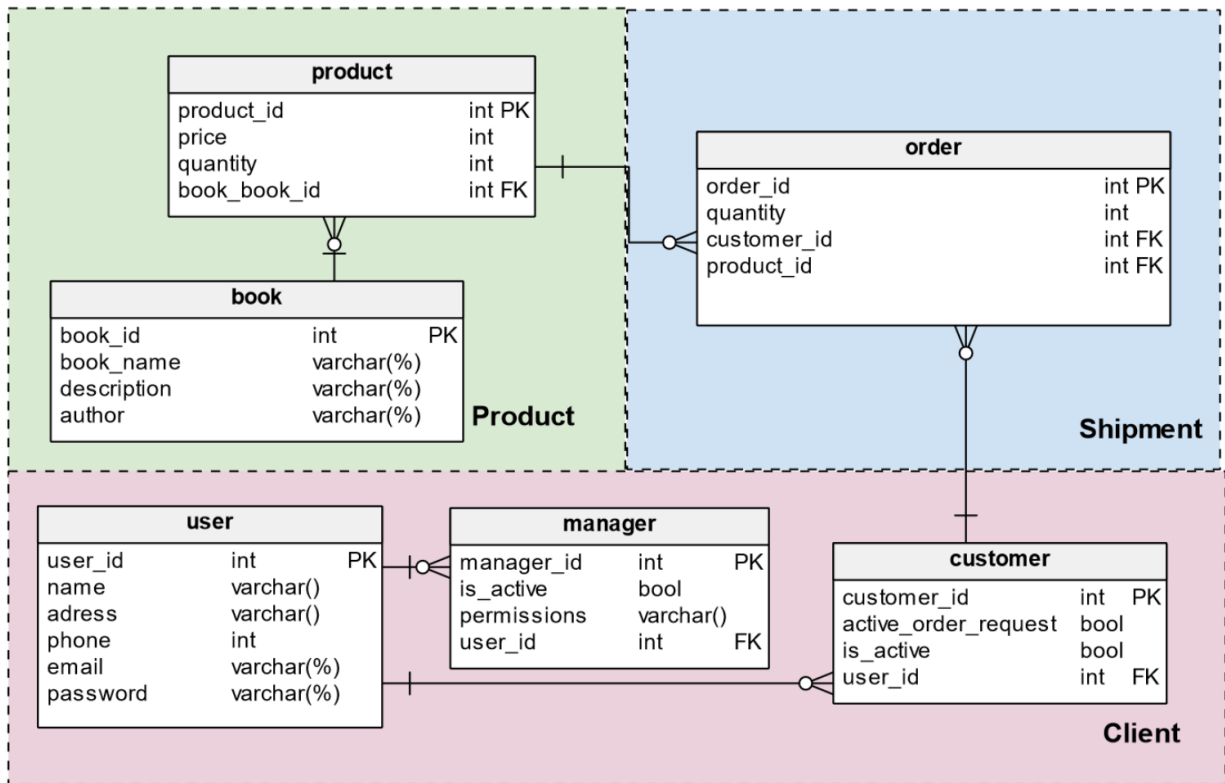 product
product_id int PK
price int
quantity int
book_book_id int FK
book
book_id int PK
book_name varchar(%)
description varchar(%)
author varchar(%)
Product
order
order_id int PK
quantity int
customer_id int FK
product_id int FK
Shipment
user
user_id int PK
name varchar()
adress varchar()
phone int
email varchar(%)
password varchar(%)
manager
manager_id int PK
is_active bool
permissions varchar()
user_id int FK
customer
customer_id int PK
active_order_request bool
is_active bool
user_id int FK
Client